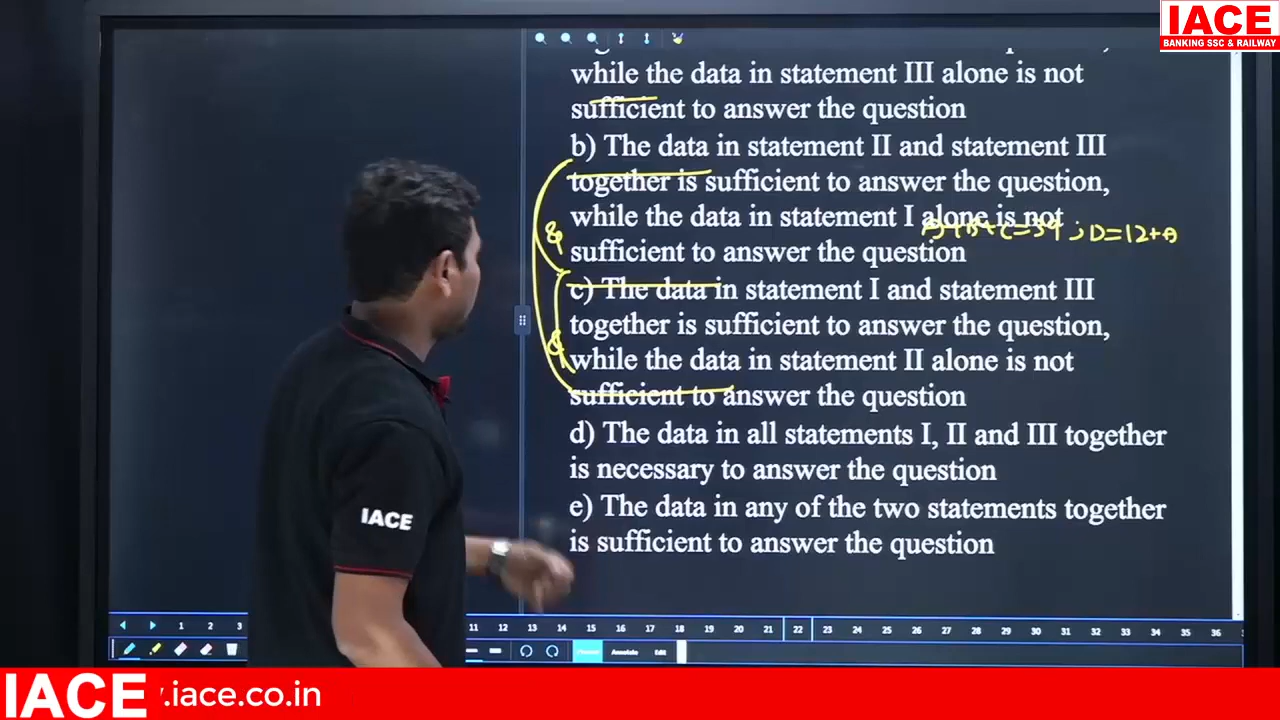 IACE
BANKING SSC & RAILWAY
while the data in statement III alone is not
sufficient to answer the question
b) The data in statement II and statement III
together is sufficient to answer the question,
while the data in statement I alone is not
C=34 ; D=12+A
sufficient to answer the question
c) The data in statement I and statement III
together is sufficient to answer the question,
while the data in statement II alone is not
sufficient to answer the question
d) The data in all statements I, II and III together
is necessary to answer the question
e) The data in any of the two statements together
is sufficient to answer the question
IACE
1 2 3 11 12 13 14 15 16 17 18 19 20 21 22 23 24 25 26 27 28 29 30 31 32 33 34 35 36
Annotate Edit
IACE .iace.co.in